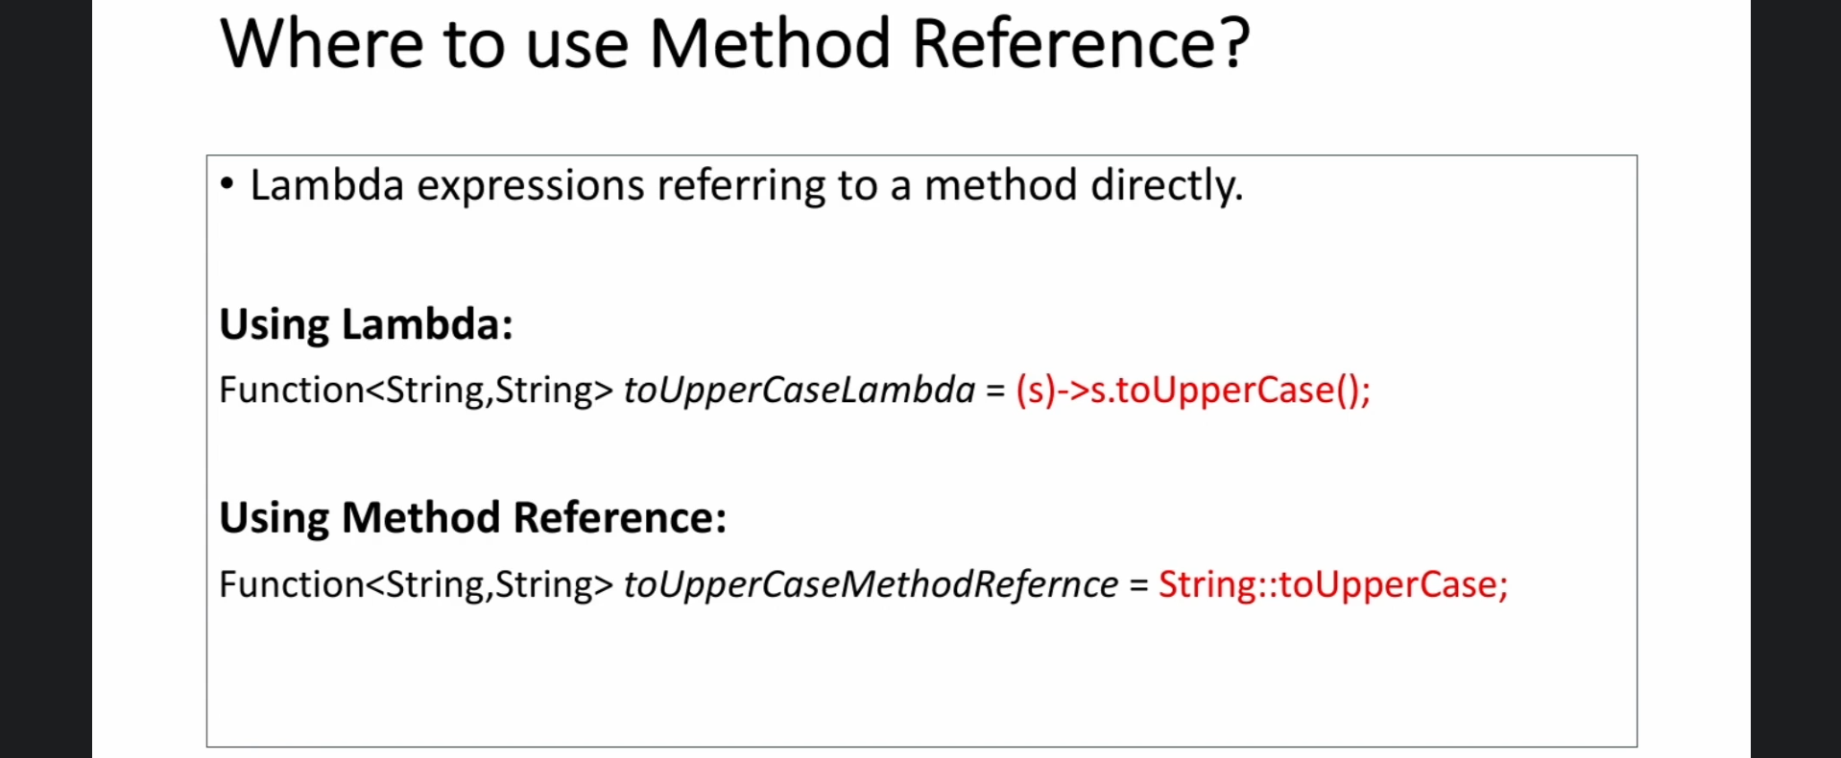 Where to use Method Reference?
• Lambda expressions referring to a method directly.
Using Lambda:
Function<String,String> toUpperCaseLambda = (s)->s.toUpperCase();
Using Method Reference:
Function<String,String> toUpperCaseMethodRefernce = String::toUpperCase;